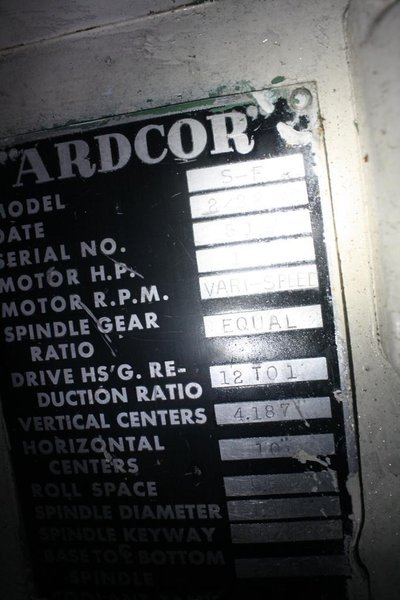 "ARDCOR"
MODEL S-F
DATE
SERIAL NO.
MOTOR H.P.
MOTOR R.P.M. VARI-SPEED
SPINDLE GEAR EQUAL
RATIO
DRIVE HS'G. RE-
DUCTION RATIO 12 TO 1
VERTICAL CENTERS 4.187
HORIZONTAL 10
CENTERS
ROLL SPACE
SPINDLE DIAMETER
SPINDLE KEYWAY
BASE TO ¢ BOTTOM
SPINDLE